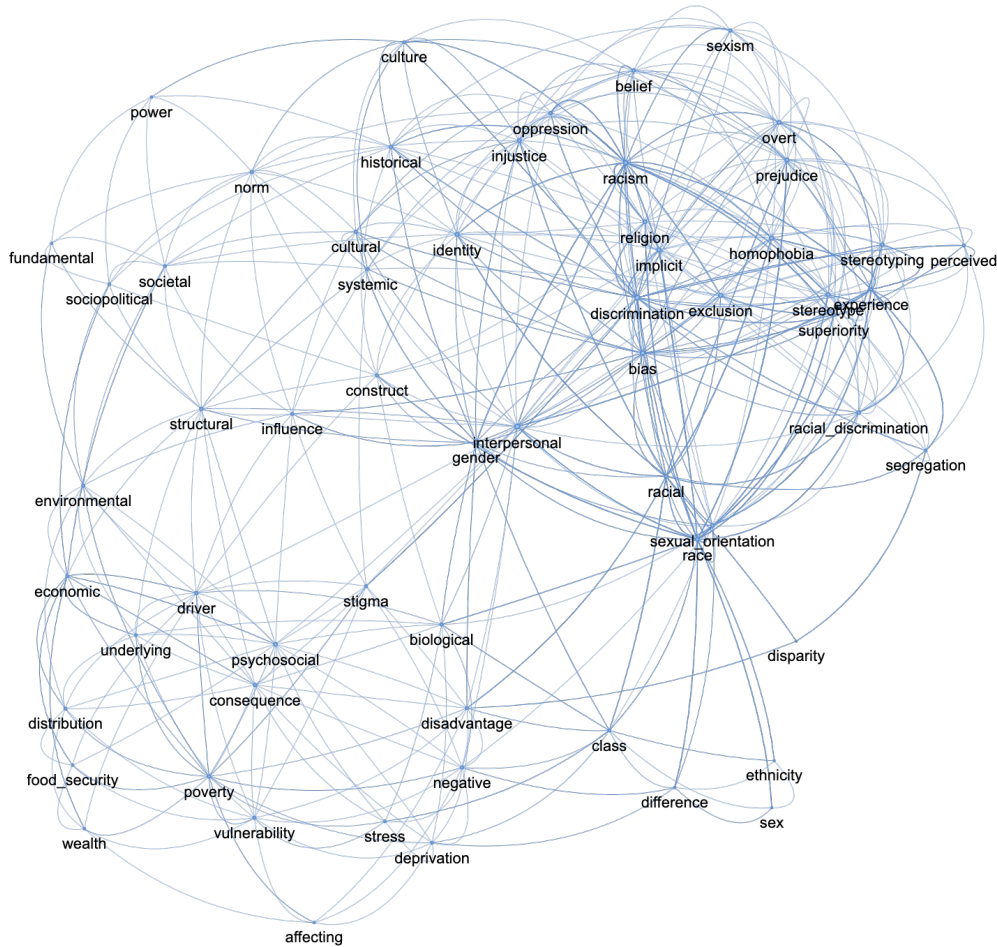 sexism
culture
belief
power
oppression
overt
injustice
historical
prejudice
racism
norm
religion
cultural
identity
homophobia
fundamental
implicit
stereotyping
perceived
societal
systemic
sociopolitical
experience
discrimination
exclusion
stereotype
superiority
bias
construct
structural
influence
racial_discrimination
interpersonal
gender
segregation
racial
environmental
sexual_orientation
race
economic
stigma
driver
biological
underlying
psychosocial
disparity
consequence
distribution
disadvantage
class
food_security
negative
ethnicity
poverty
difference
sex
vulnerability
stress
wealth
deprivation
affecting